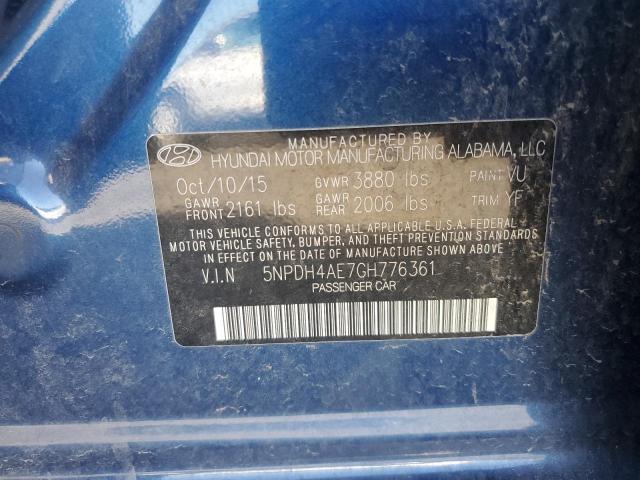 MANUFACTURED BY
HYUNDAI MOTOR MANUFACTURING ALABAMA, LLC
Oct/10/15 GVWR 3880 lbs PAINT VU
GAWR FRONT 2161 lbs GAWR REAR 2006 lbs TRIM YF
THIS VEHICLE CONFORMS TO ALL APPLICABLE U.S.A. FEDERAL
MOTOR VEHICLE SAFETY, BUMPER, AND THEFT PREVENTION
STANDARDS IN EFFECT ON THE DATE OF MANUFACTURE SHOWN ABOVE
V.I.N 5NPDH4AE7GH776361
PASSENGER CAR